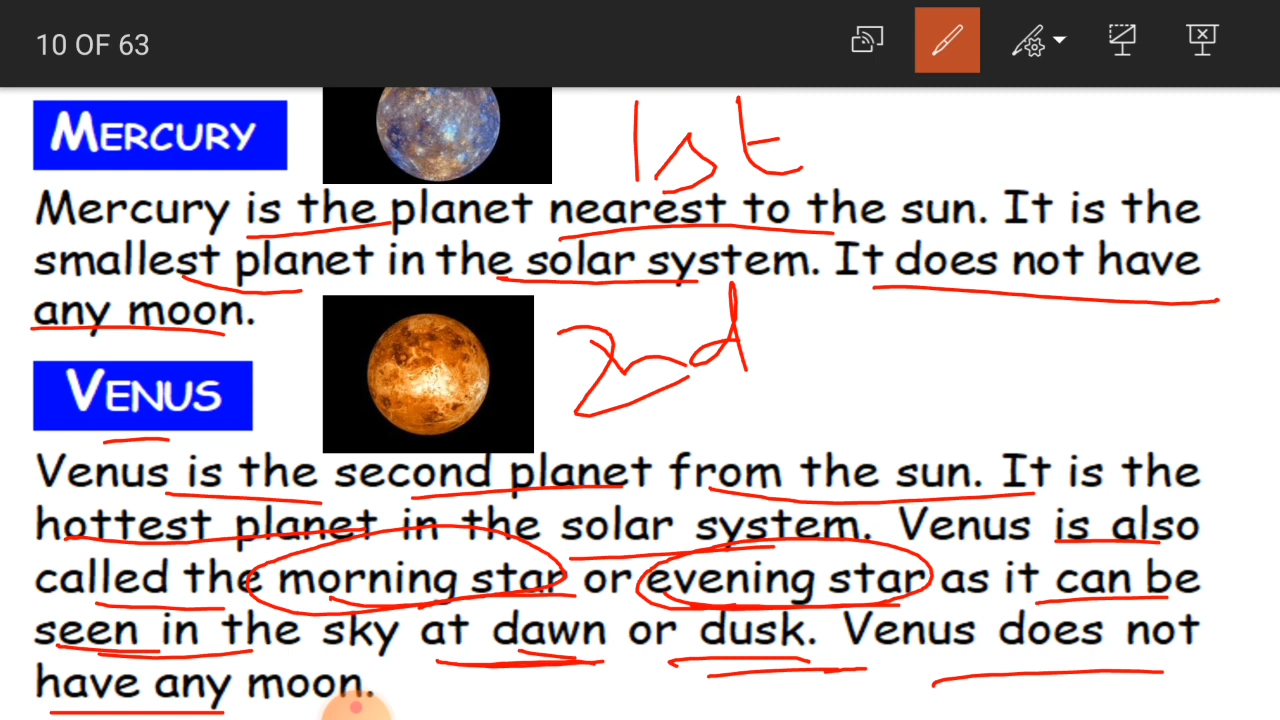 10 OF 63
MERCURY
1st
Mercury is the planet nearest to the sun. It is the
smallest planet in the solar system. It does not have
any moon.
2nd
VENUS
Venus is the second planet from the sun. It is the
hottest planet in the solar system. Venus is also
called the morning star or evening star as it can be
seen in the sky at dawn or dusk. Venus does not
have any moon.